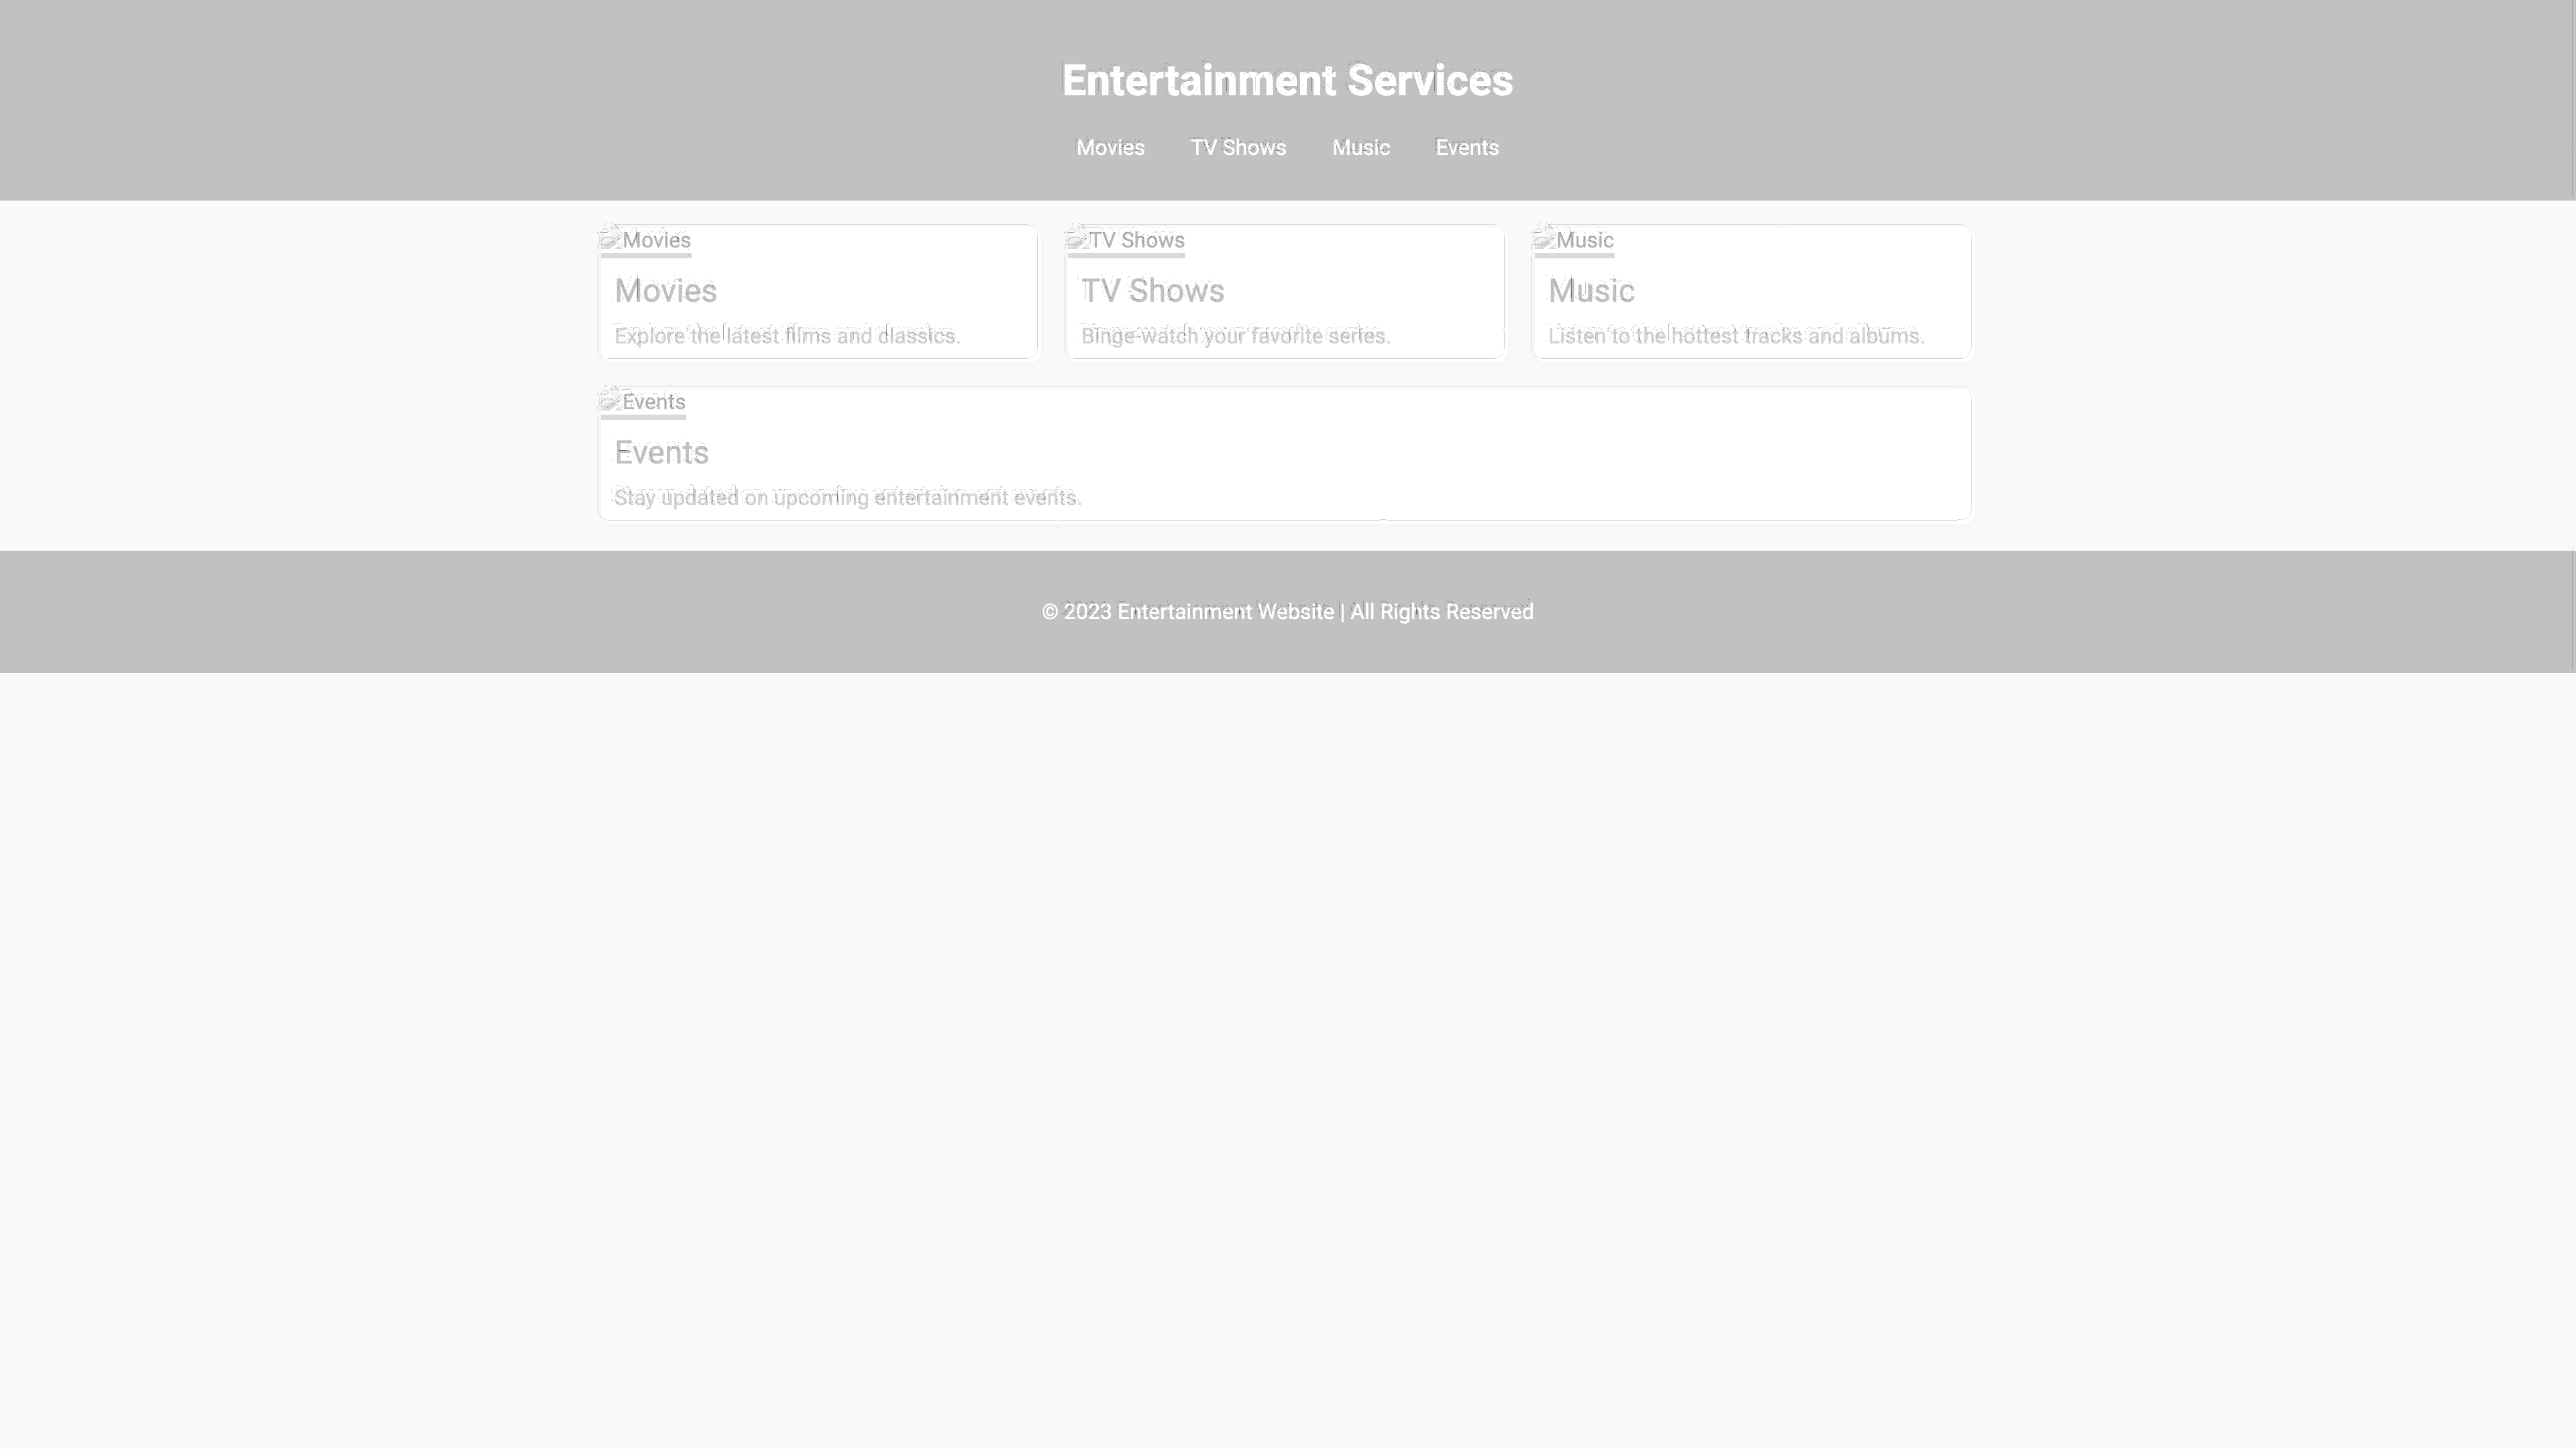 Entertainment Services
Movies TV Shows Music Events
Movies
Movies
Explore the latest films and classics.
TV Shows
TV Shows
Binge-watch your favorite series.
Music
Music
Listen to the hottest tracks and albums.
Events
Events
Stay updated on upcoming entertainment events.
© 2023 Entertainment Website | All Rights Reserved